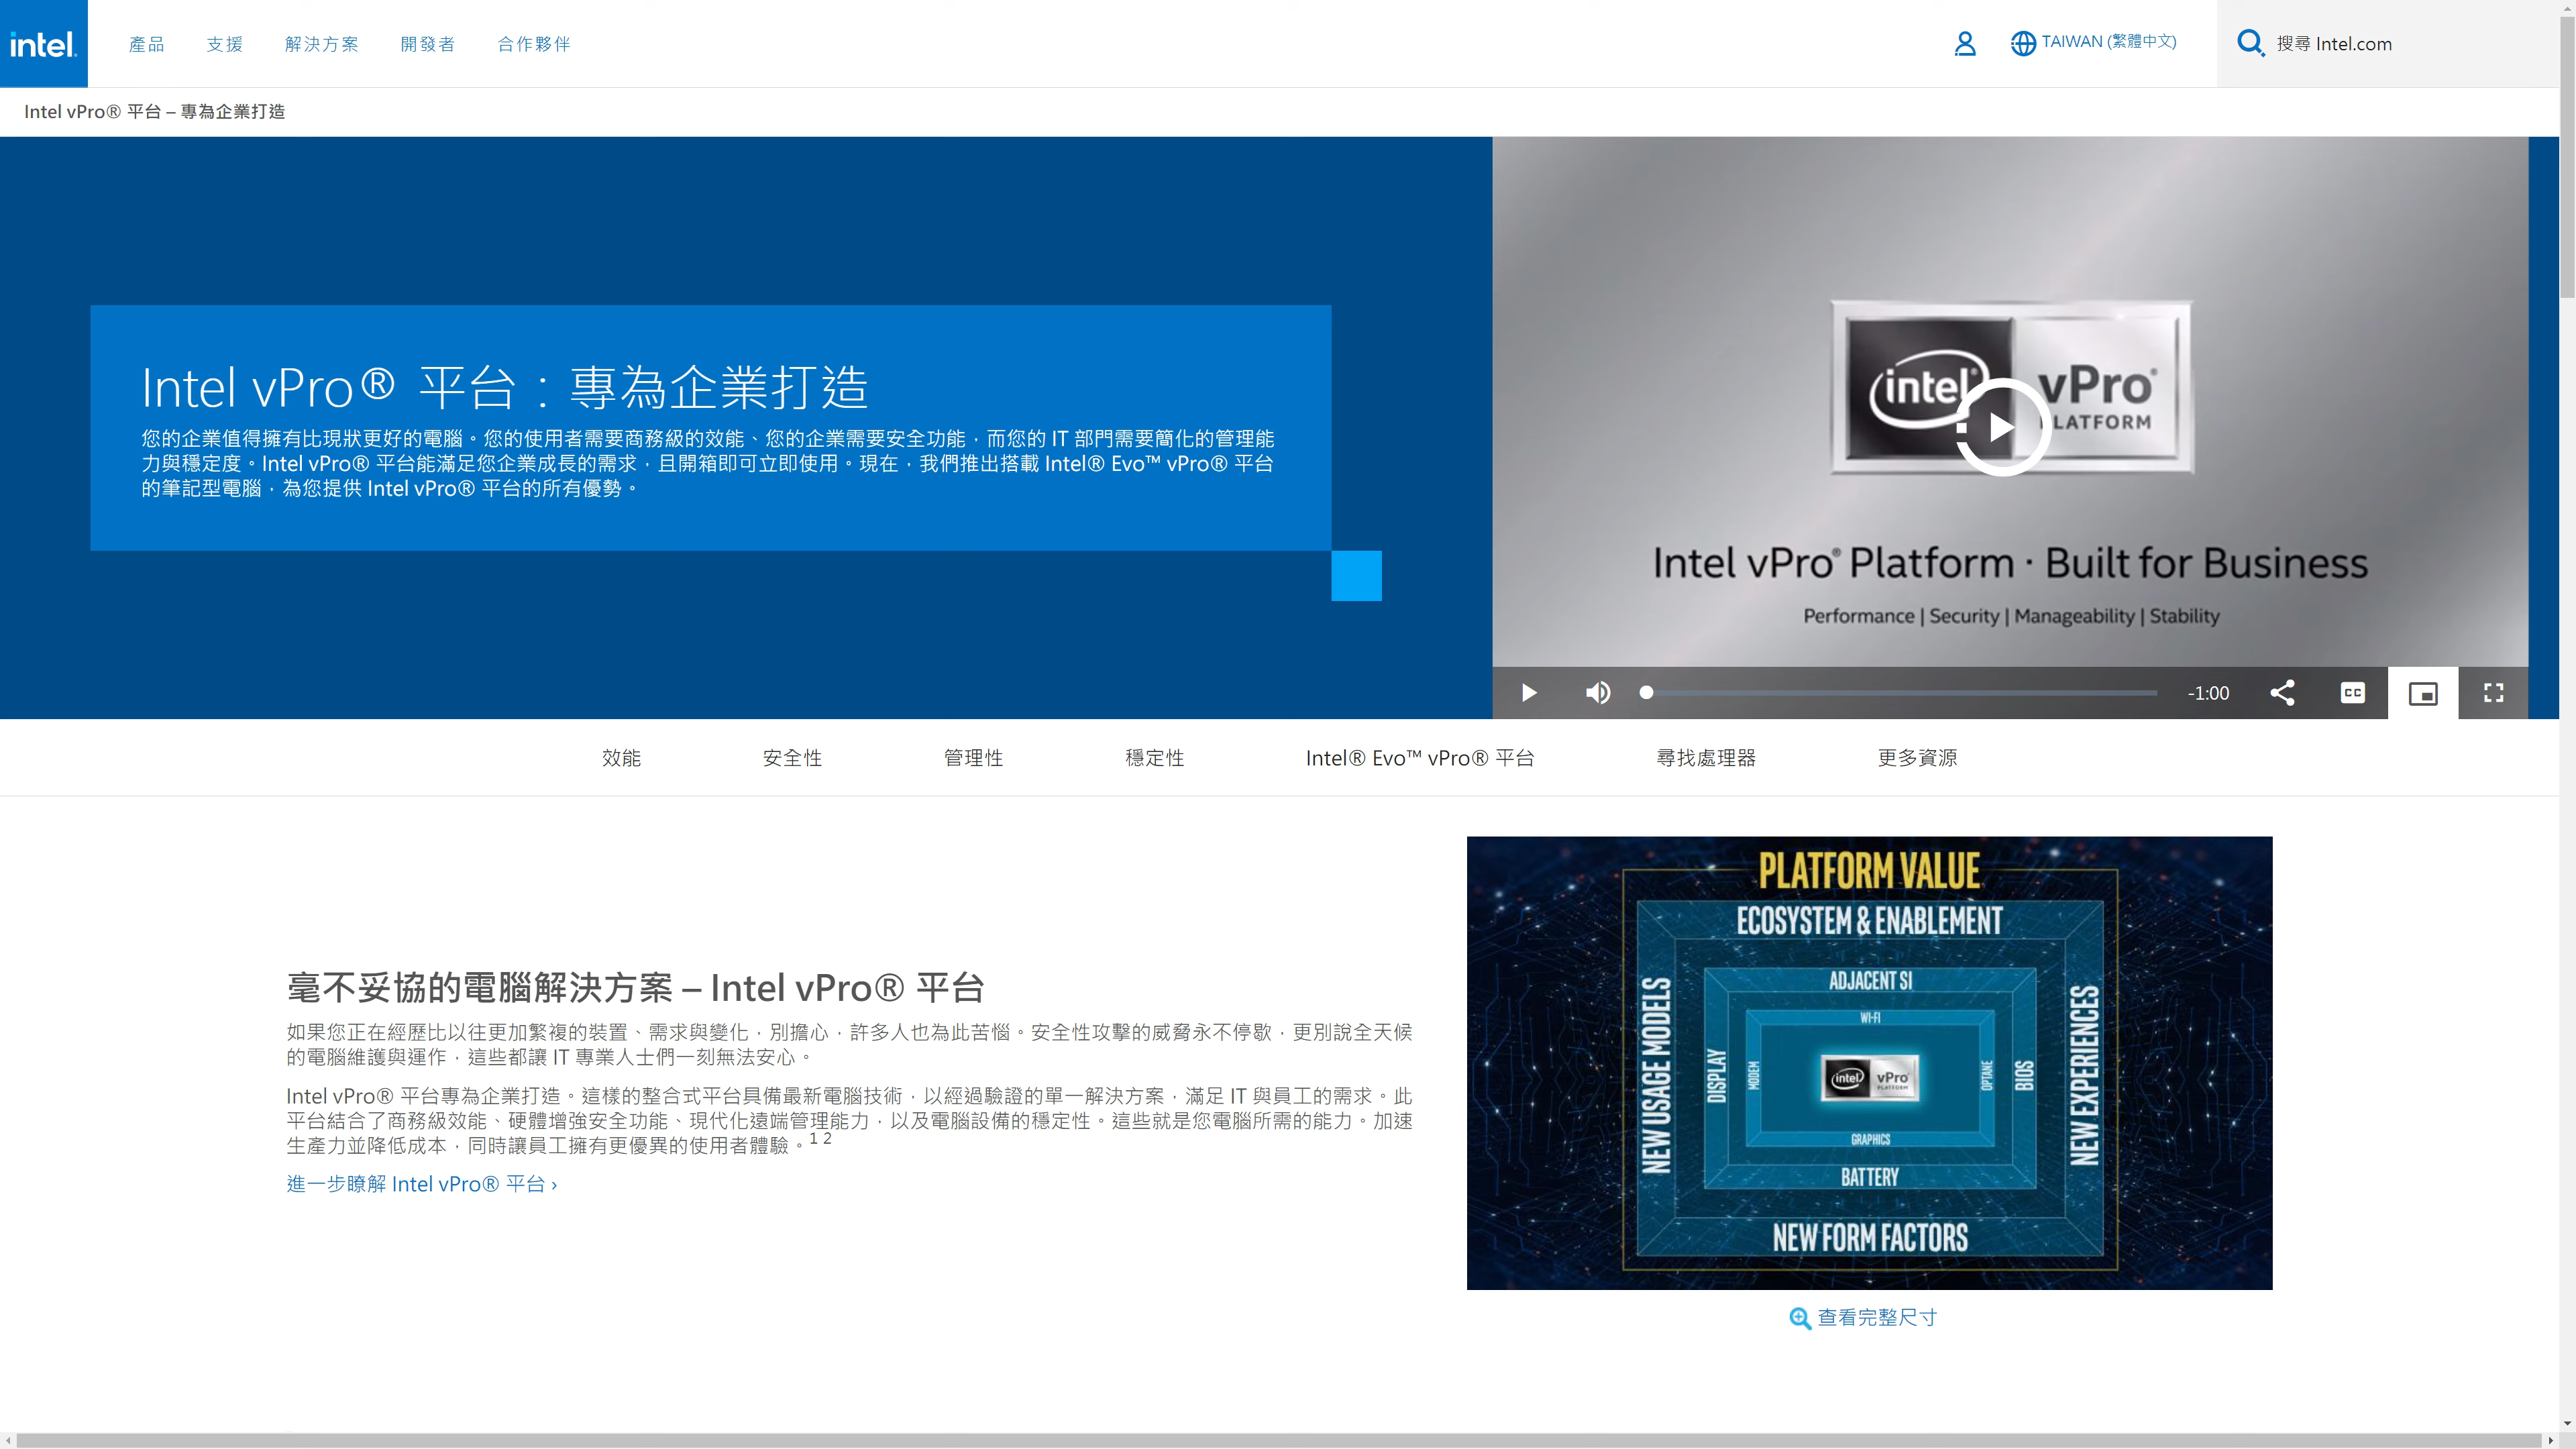 intel.
產品
支援
解決方案
開發者
合作夥伴
TAIWAN (繁體中文)
搜尋 Intel.com
Intel vPro® 平台 – 專為企業打造
Intel vPro® 平台：專為企業打造
您的企業值得擁有比現狀更好的電腦。您的使用者需要商務級的效能、您的企業需要安全功能，而您的 IT 部門需要簡化的管理能
力與穩定度。Intel vPro® 平台能滿足您企業成長的需求，且開箱即可立即使用。現在，我們推出搭載 Intel® Evo™ vPro® 平台
的筆記型電腦，為您提供 Intel vPro® 平台的所有優勢。
intel® vPro®
PLATFORM
Intel vPro® Platform · Built for Business
Performance | Security | Manageability | Stability
-1:00
CC
效能
安全性
管理性
穩定性
Intel® Evo™ vPro® 平台
尋找處理器
更多資源
毫不妥協的電腦解決方案 – Intel vPro® 平台
如果您正在經歷比以往更加繁複的裝置、需求與變化，別擔心，許多人也為此苦惱。安全性攻擊的威脅永不停歇，更別說全天候
的電腦維護與運作，這些都讓 IT 專業人士們一刻無法安心。
Intel vPro® 平台專為企業打造。這樣的整合式平台具備最新電腦技術，以經過驗證的單一解決方案，滿足 IT 與員工的需求。此
平台結合了商務級效能、硬體增強安全功能、現代化遠端管理能力，以及電腦設備的穩定性。這些就是您電腦所需的能力。加速
生產力並降低成本，同時讓員工擁有更優異的使用者體驗。1 2
進一步瞭解 Intel vPro® 平台 ›
PLATFORM VALUE
ECOSYSTEM & ENABLEMENT
ADJACENT SI
WI-FI
NEW USAGE MODELS
DISPLAY
MODEM
intel vPro
PLATFORM
OPTANE
BIOS
NEW EXPERIENCES
GRAPHICS
BATTERY
NEW FORM FACTORS
查看完整尺寸